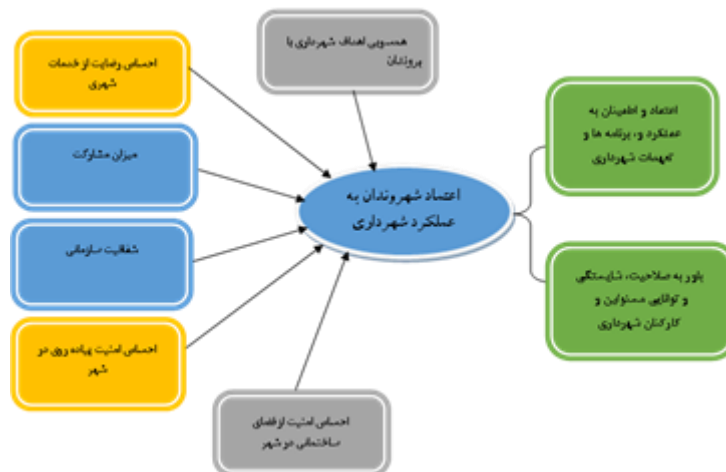 همسویی اهداف شهرداری با
احساس رضایت از خدمات
شهری
میزان مشارکت
شفافیت سازمانی
احساس امنیت پیاده روی در
شهر
احساس امنیت از فضای
ساختمانی در شهر
اعتماد شهروندان به
عملکرد شهرداری
اعتماد و اطمینان به
عملکرد و، برنامه ها و
تعهدات شهرداری
باور به صلاحیت، شایستگی
و توانایی مسئولین و
کارکنان شهرداری